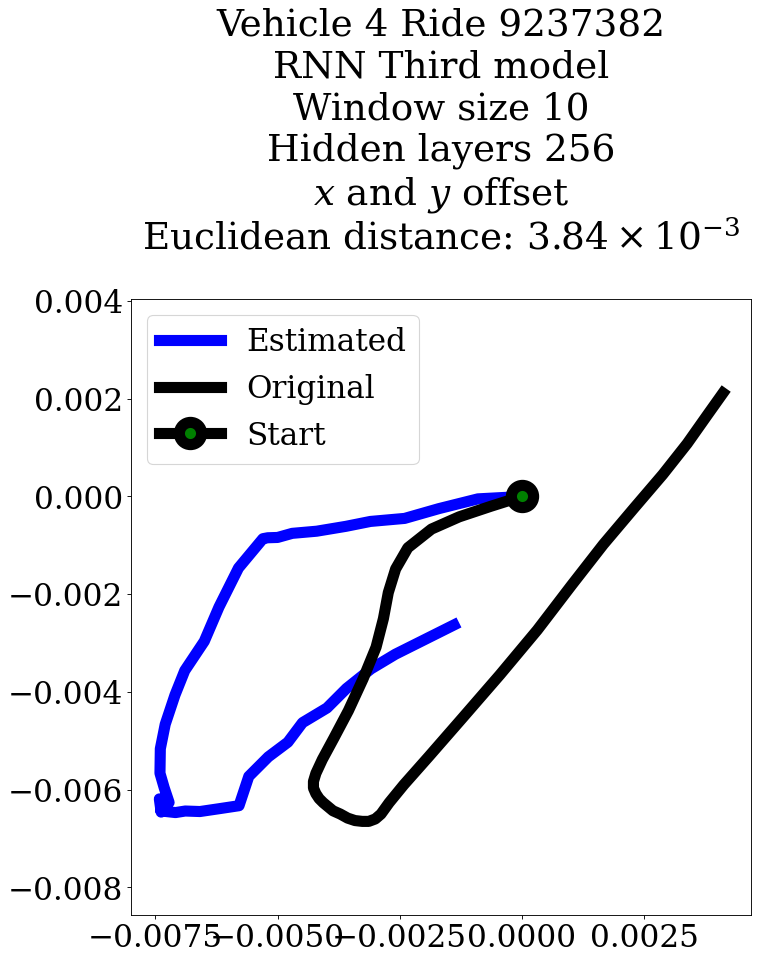 Vehicle 4 Ride 9237382
RNN Third model
Window size 10
Hidden layers 256
x and y offset
Euclidean distance: 3.84 × 10⁻³
0.004
Estimated
0.002
Original
Start
0.000
−0.002
−0.004
−0.006
−0.008
−0.0075 −0.0050 −0.0025 0.0000 0.0025